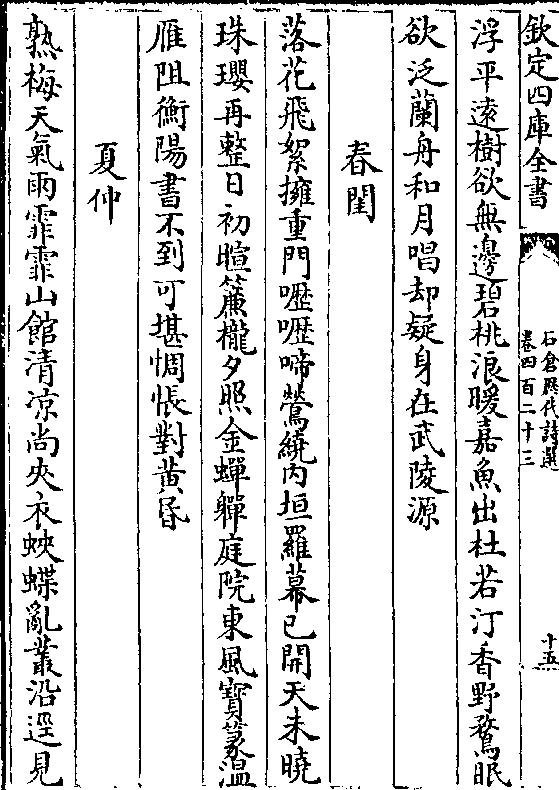 欽定四庫全書
石倉歷代詩選
卷四百二十三
十五
浮平逺樹欲無邊碧桃浪暖嘉魚出杜若汀香野鶩眠
欲泛蘭舟和月唱却疑身在武陵源
春閨
落花飛絮擁重門嚦嚦啼鶯繞内垣羅幕已開天未曉
珠璎再整日初暄簾櫳夕照金蟬軃庭院東風寶篆温
雁阻衡陽書不到可堪惆悵對黄昏
夏仲
熟梅天氣雨霏霏山館清凉尚夾衣蛺蝶亂叢沿逕見